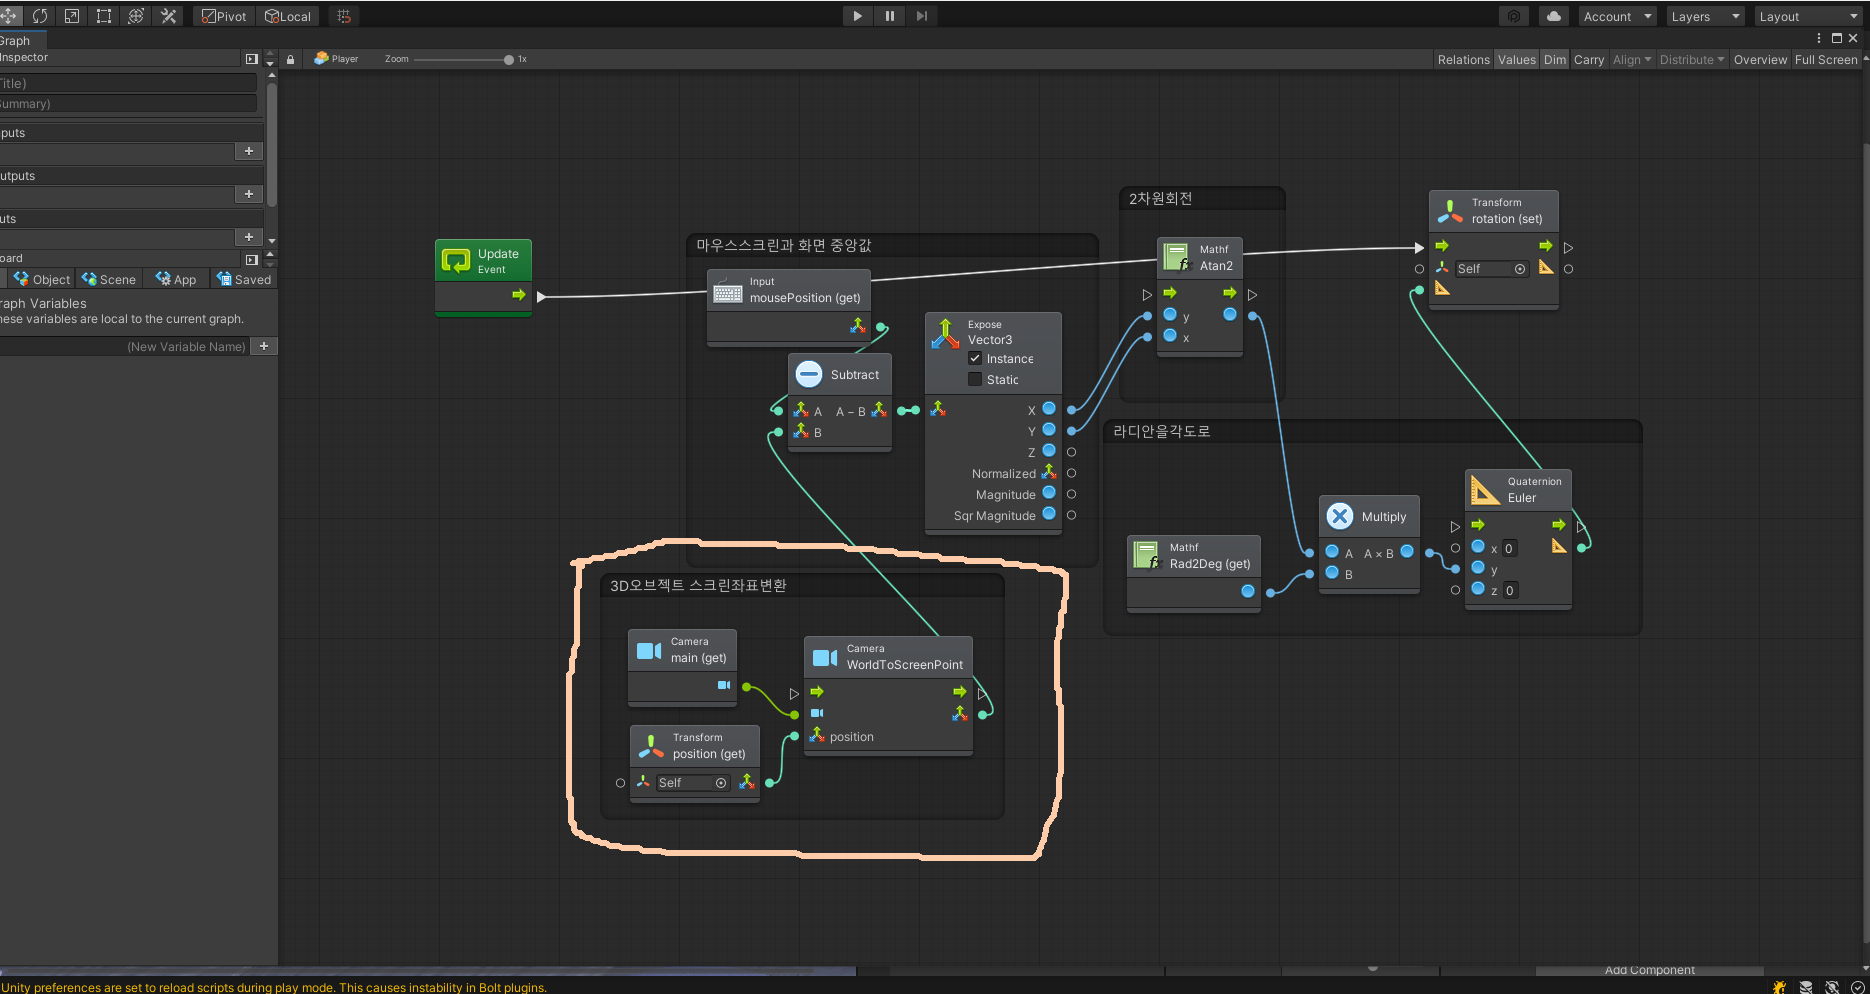 Pivot
Local
Account
Layers
Layout
Graph
Inspector
Player
Zoom
1x
Relations
Values
Dim
Carry
Align
Distribute
Overview
Full Screen
Title)
Summary)
puts
+
utputs
+
uts
+
oard
Object
Scene
App
Saved
raph Variables
hese variables are local to the current graph.
(New Variable Name)
+
Update
Event
마우스스크린과 화면 중앙값
Input
mousePosition (get)
Subtract
A
A − B
B
Expose
Vector3
Instance
Static
X
Y
Z
Normalized
Magnitude
Sqr Magnitude
2차원회전
Mathf
Atan2
y
x
Transform
rotation (set)
Self
라디안을각도로
Mathf
Rad2Deg (get)
Multiply
A
A × B
B
Quaternion
Euler
x 0
y
z 0
3D오브젝트 스크린좌표변환
Camera
main (get)
Transform
position (get)
Self
Camera
WorldToScreenPoint
position
Add Component
Unity preferences are set to reload scripts during play mode. This causes instability in Bolt plugins.